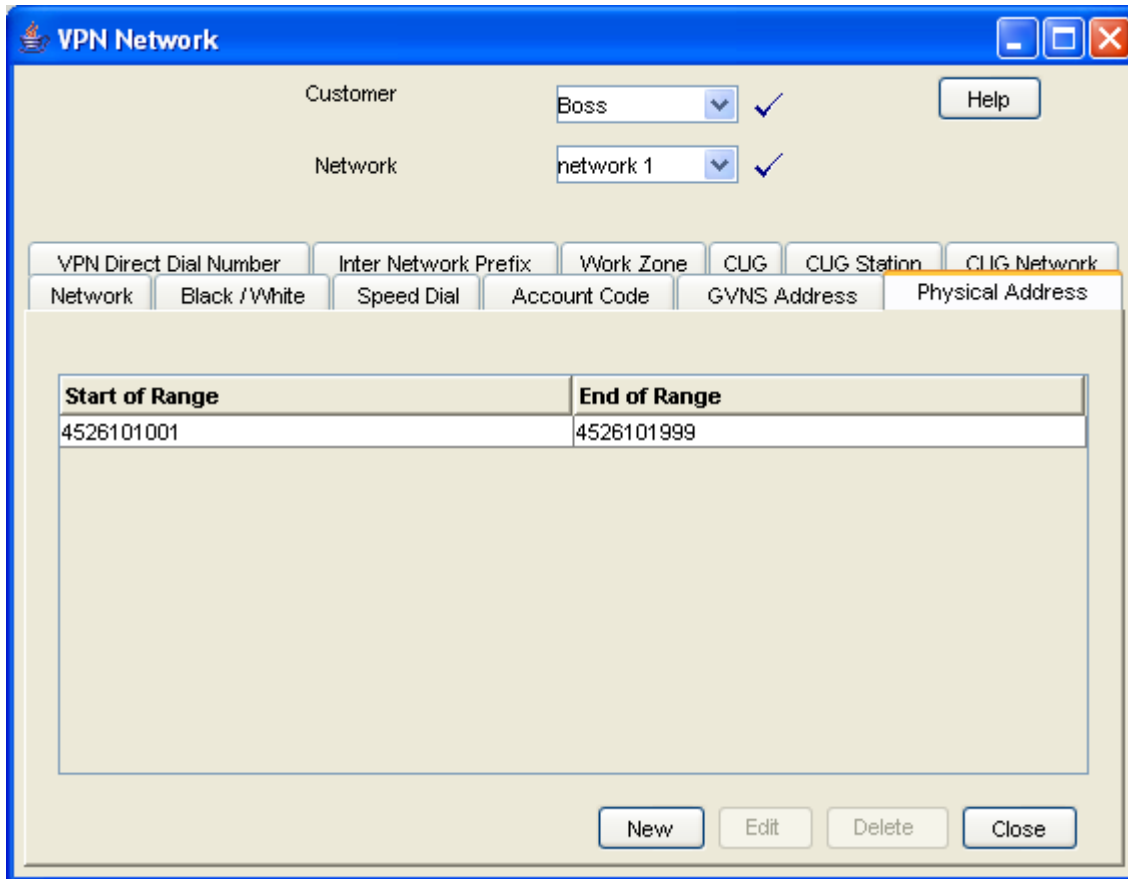 VPN Network
Customer Boss Help
Network network 1
VPN Direct Dial Number Inter Network Prefix Work Zone CUG CUG Station CUG Network
Network Black / White Speed Dial Account Code GVNS Address Physical Address
Start of Range End of Range
4526101001 4526101999
New Edit Delete Close